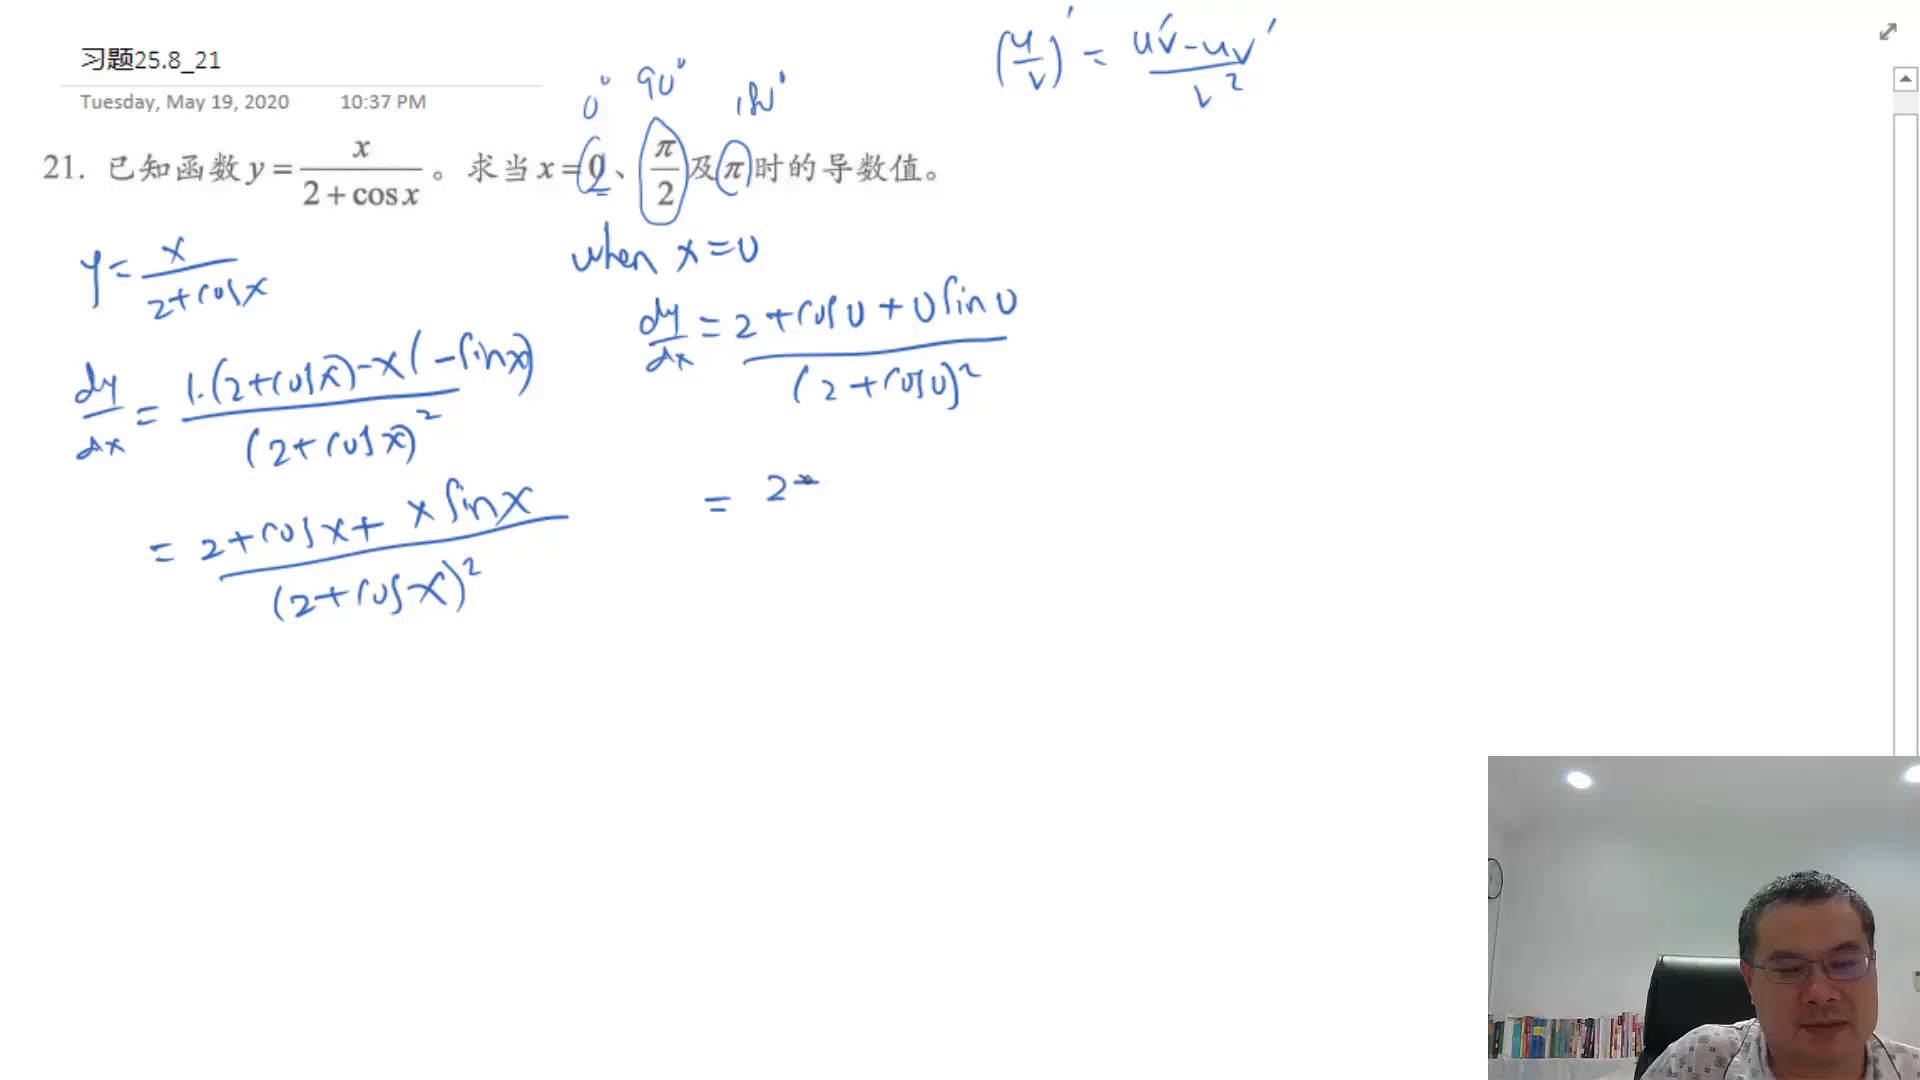 习题25.8_21
Tuesday, May 19, 2020 10:37 PM
(u/v)' = (u'v - uv')/v²
0° 90° 180°
21. 已知函数 y = x/(2+cos x) 。求当 x = 0、π/2 及 π 时的导数值。
y = x/(2+cosx)
when x=0
dy/dx = (1·(2+cosx)-x(-sinx))/(2+cosx)²
dy/dx = (2+cos0+0sin0)/(2+cos0)²
= (2+cosx+xsinx)/(2+cosx)²
= 2+